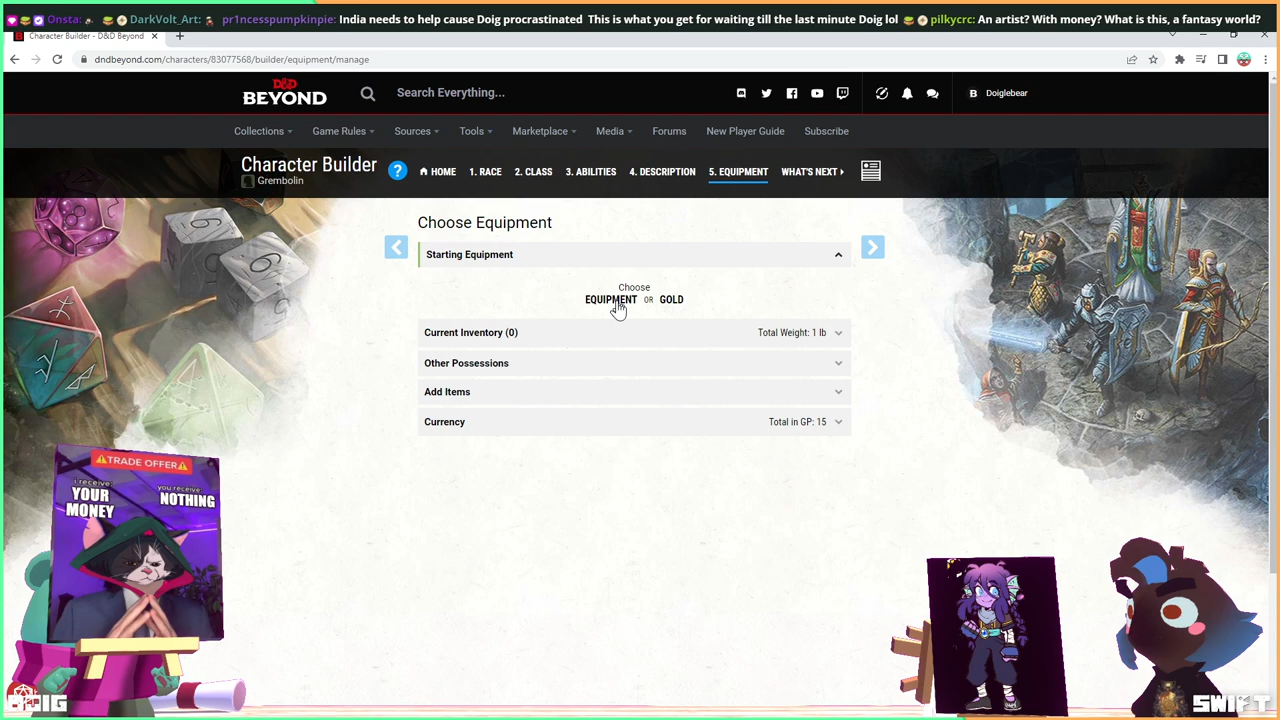 Onsta: DarkVolt_Art: pr1ncesspumpkinpie: India needs to help cause Doig procrastinated This is what you get for waiting till the last minute Doig lol pilkycrc: An artist? With money? What is this, a fantasy world?
Character Builder - D&D Beyond
dndbeyond.com/characters/83077568/builder/equipment/manage
D&D BEYOND Search Everything... Doiglebear
Collections Game Rules Sources Tools Marketplace Media Forums New Player Guide Subscribe
Character Builder ? HOME 1. RACE 2. CLASS 3. ABILITIES 4. DESCRIPTION 5. EQUIPMENT WHAT'S NEXT
Grembolin
Choose Equipment
Starting Equipment
Choose
EQUIPMENT OR GOLD
Current Inventory (0) Total Weight: 1 lb
Other Possessions
Add Items
Currency Total in GP: 15
TRADE OFFER
i receive: you receive:
YOUR MONEY NOTHING
DOIG SWIFT